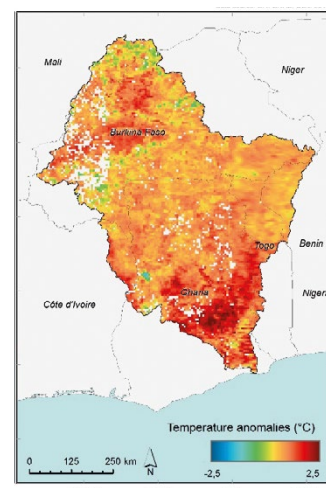 Mali
Niger
Burkina Faso
Togo
Benin
Ghana
Côte d'Ivoire
Niger
Temperature anomalies (°C)
0 125 250 km N
-2,5 2,5